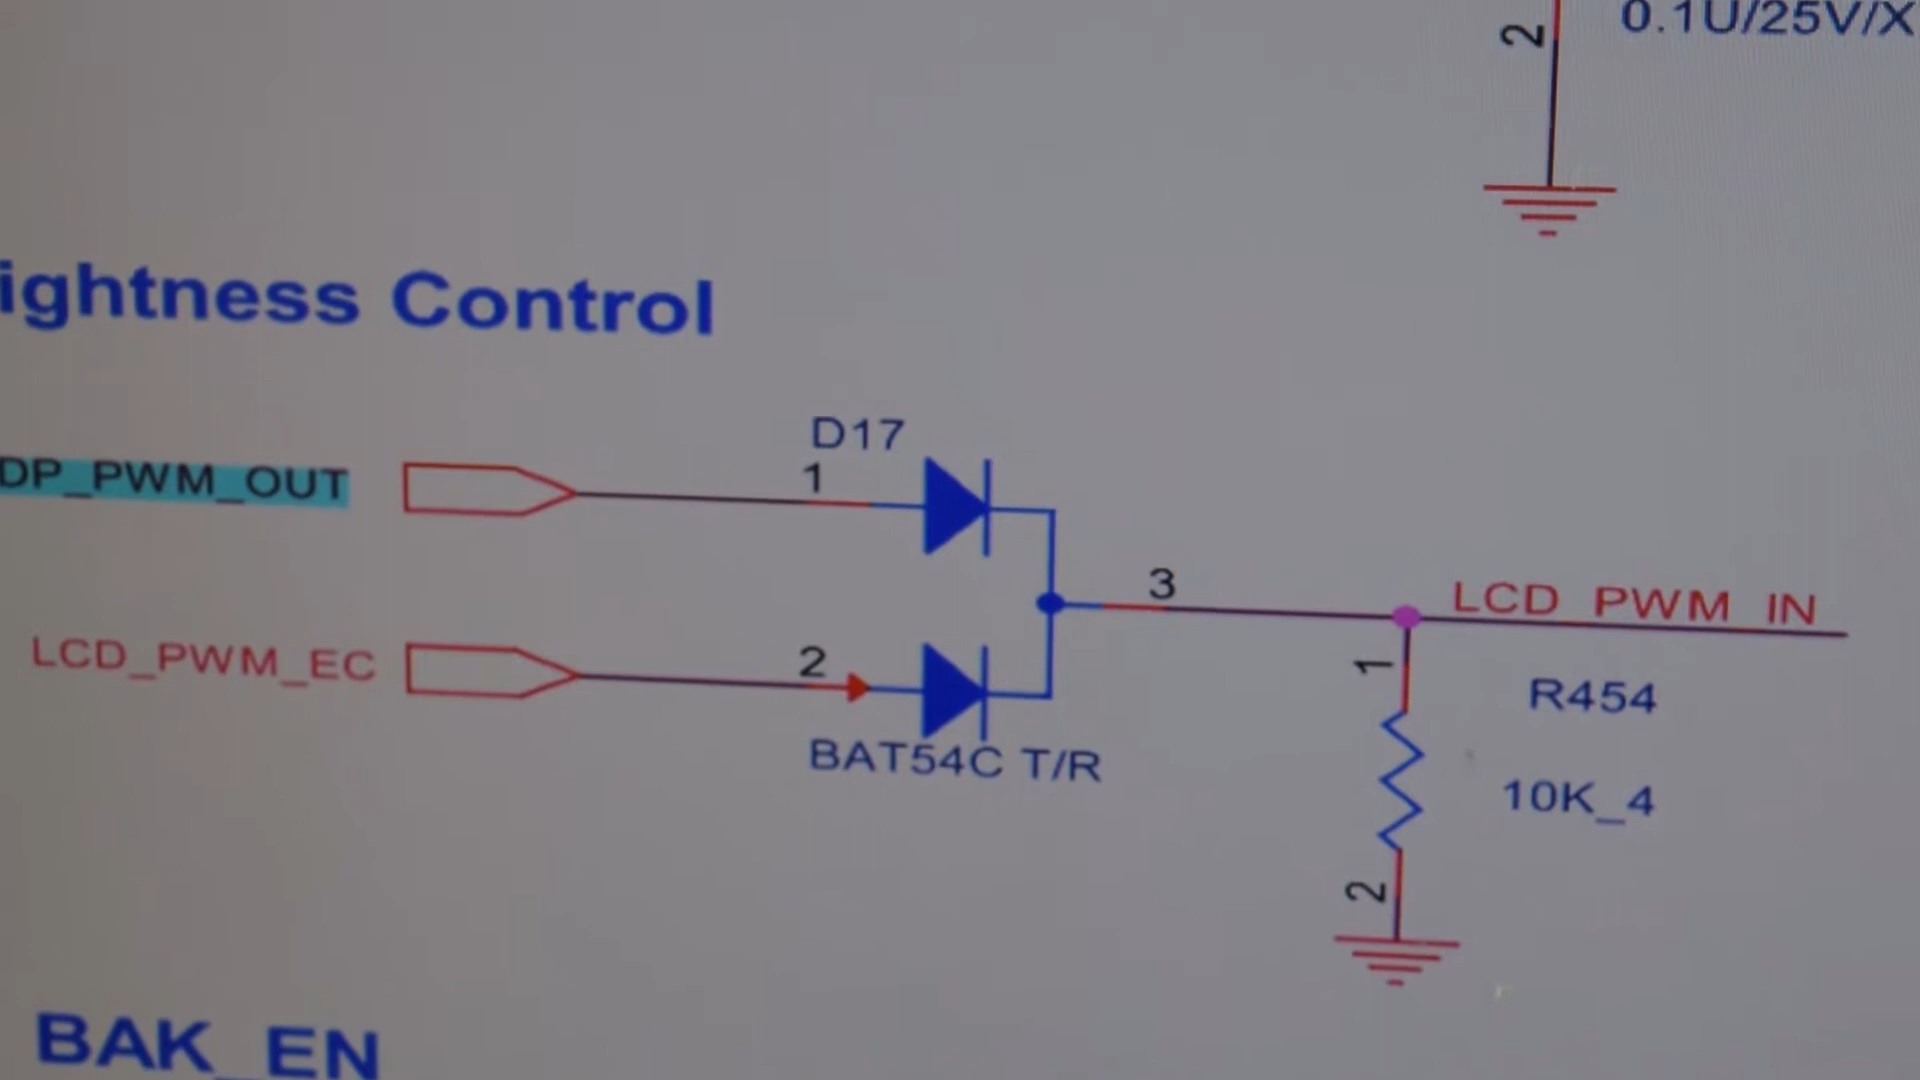 2
0.1U/25V/X
ightness Control
D17
DP_PWM_OUT
1
3
LCD_PWM_IN
LCD_PWM_EC
2
1
R454
BAT54C T/R
10K_4
2
BAK_EN